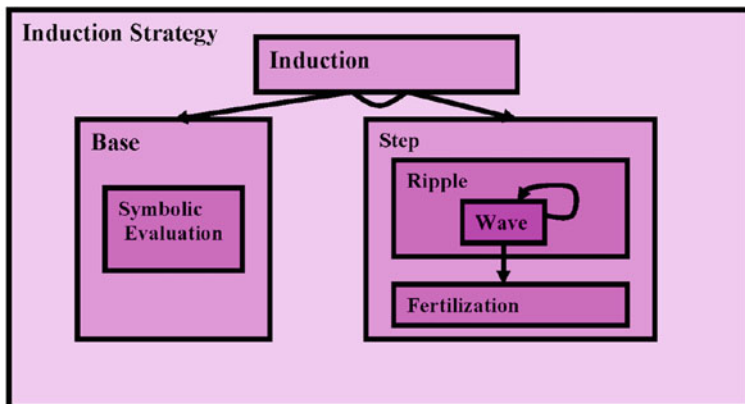 Induction Strategy
Induction
Base
Symbolic
Evaluation
Step
Ripple
Wave
Fertilization